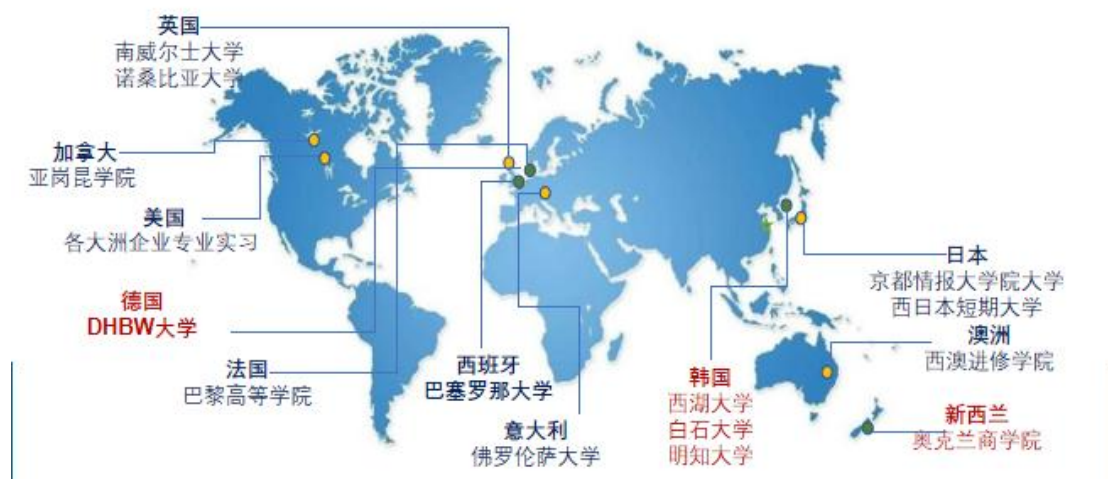 英国
南威尔士大学
诺桑比亚大学
加拿大
亚岗昆学院
美国
各大洲企业专业实习
德国
DHBW大学
法国
巴黎高等学院
西班牙
巴塞罗那大学
意大利
佛罗伦萨大学
韩国
西湖大学
白石大学
明知大学
日本
京都情报大学院大学
西日本短期大学
澳洲
西澳进修学院
新西兰
奥克兰商学院